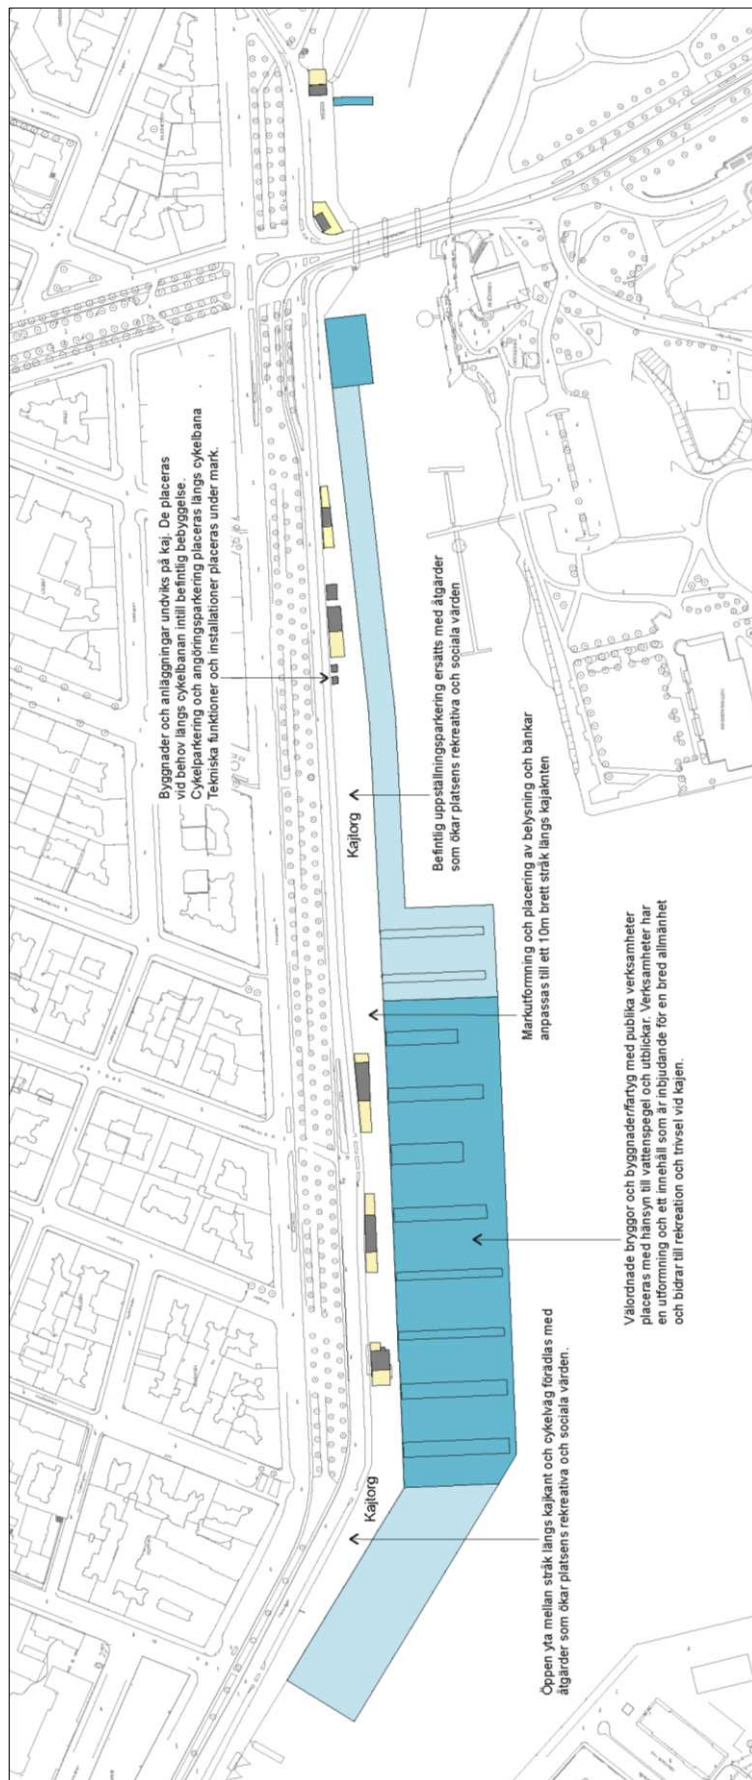 Byggnader och anläggningar undviks på kaj. De placeras
vid behov längs cykelbanan intill befintlig bebyggelse.
Cykelparkering och angöringsparkering placeras längs cykelbana
Tekniska funktioner och installationer placeras under mark.
Kajtorg
Befintlig uppställningsparkering ersätts med åtgärder
som ökar platsens rekreativa och sociala värden
Markutformning och placering av belysning och bänkar
anpassas till ett 10m brett stråk längs kajaknten
Kajtorg
Öppen yta mellan stråk längs kajkant och cykelväg förädlas med
åtgärder som ökar platsens rekreativa och sociala värden.
Välordnade bryggor och byggnader/fartyg med publika verksamheter
placeras med hänsyn till vattenspegel och utblickar. Verksamheter har
en utformning och ett innehåll som är inbjudande för en bred allmänhet
och bidrar till rekreation och trivsel vid kajen.